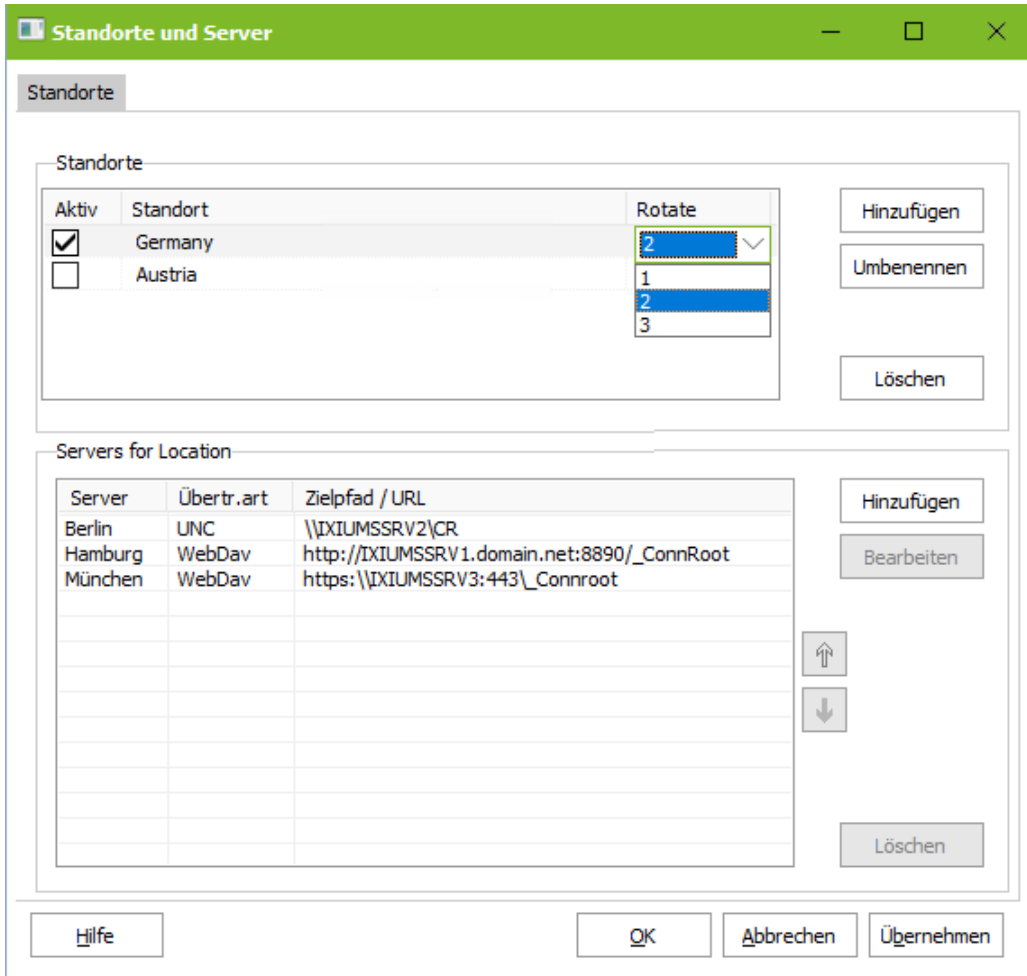 Standorte und Server
Standorte
Standorte
Aktiv Standort Rotate
Germany 2
Austria
1
2
3
Hinzufügen
Umbenennen
Löschen
Servers for Location
Server Übertr.art Zielpfad / URL
Berlin UNC \\IXIUMSSRV2\CR
Hamburg WebDav http://IXIUMSSRV1.domain.net:8890/_ConnRoot
München WebDav https:\\IXIUMSSRV3:443\_Connroot
Hinzufügen
Bearbeiten
Löschen
Hilfe OK Abbrechen Übernehmen